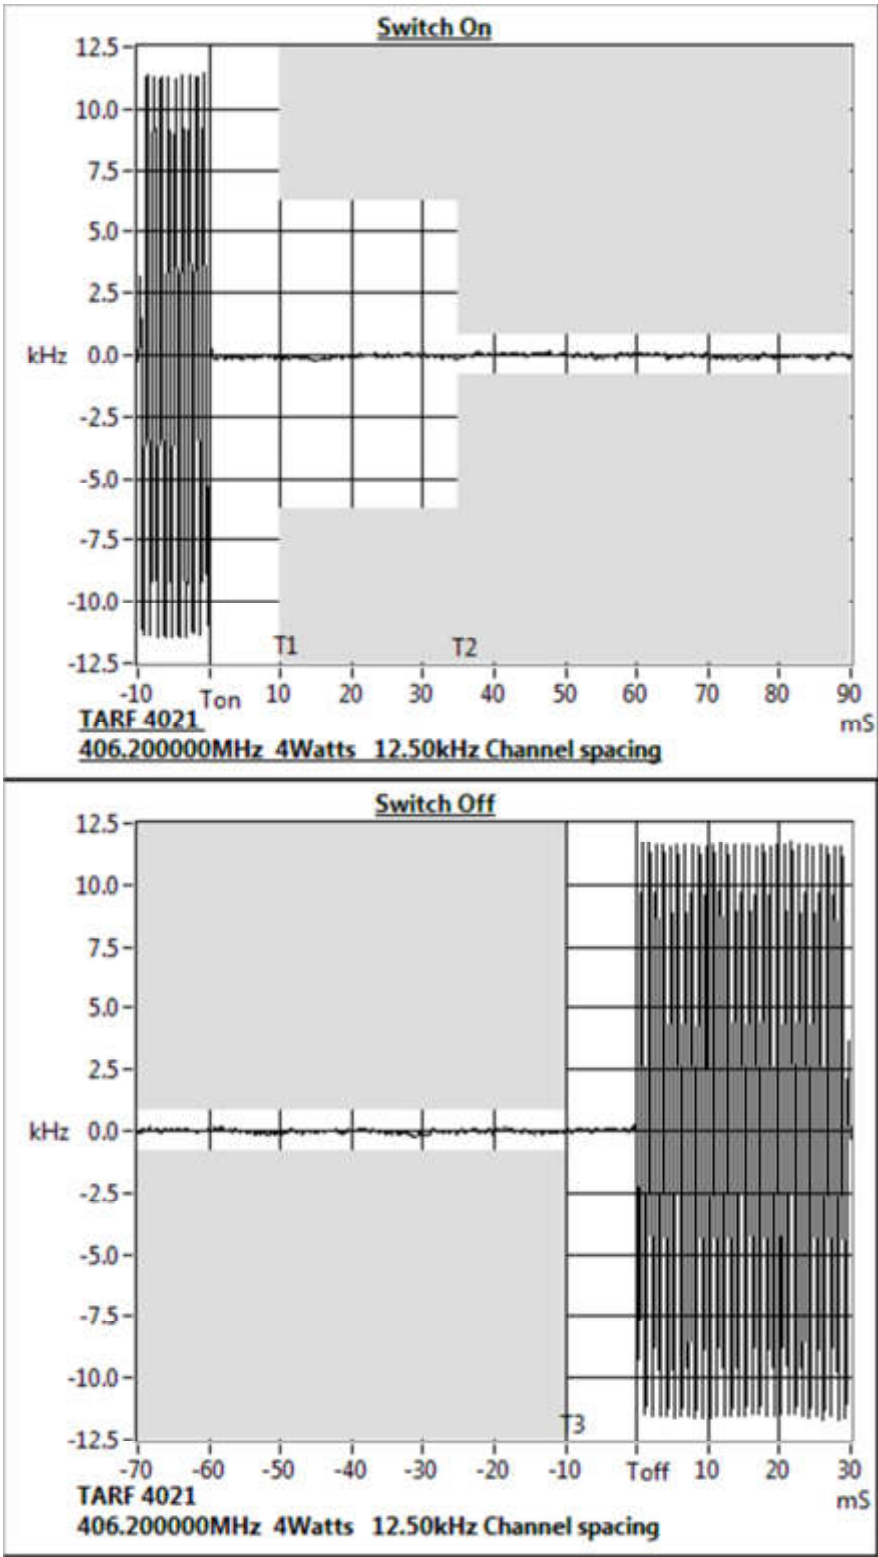 Switch On
12.5
10.0
7.5
5.0
2.5
kHz 0.0
-2.5
-5.0
-7.5
-10.0
-12.5
T1 T2
-10 Ton 10 20 30 40 50 60 70 80 90
mS
TARF 4021
406.200000MHz 4Watts 12.50kHz Channel spacing
Switch Off
12.5
10.0
7.5
5.0
2.5
kHz 0.0
-2.5
-5.0
-7.5
-10.0
-12.5
T3
-70 -60 -50 -40 -30 -20 -10 Toff 10 20 30
mS
TARF 4021
406.200000MHz 4Watts 12.50kHz Channel spacing